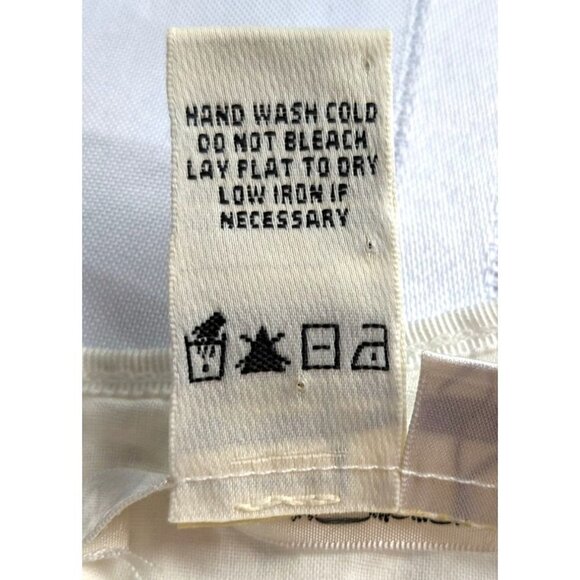 HAND WASH COLD
DO NOT BLEACH
LAY FLAT TO DRY
LOW IRON IF
NECESSARY